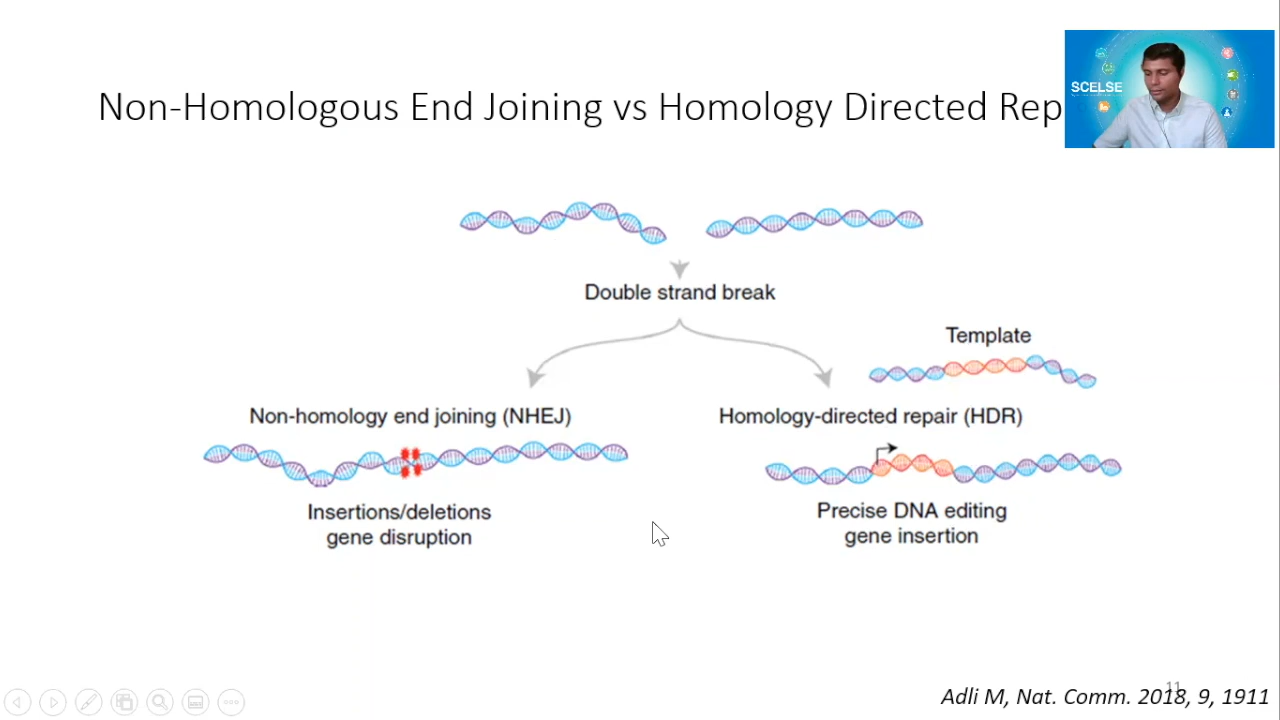 SCELSE
Non-Homologous End Joining vs Homology Directed Rep
Double strand break
Template
Non-homology end joining (NHEJ)
Homology-directed repair (HDR)
Insertions/deletions
gene disruption
Precise DNA editing
gene insertion
11
Adli M, Nat. Comm. 2018, 9, 1911